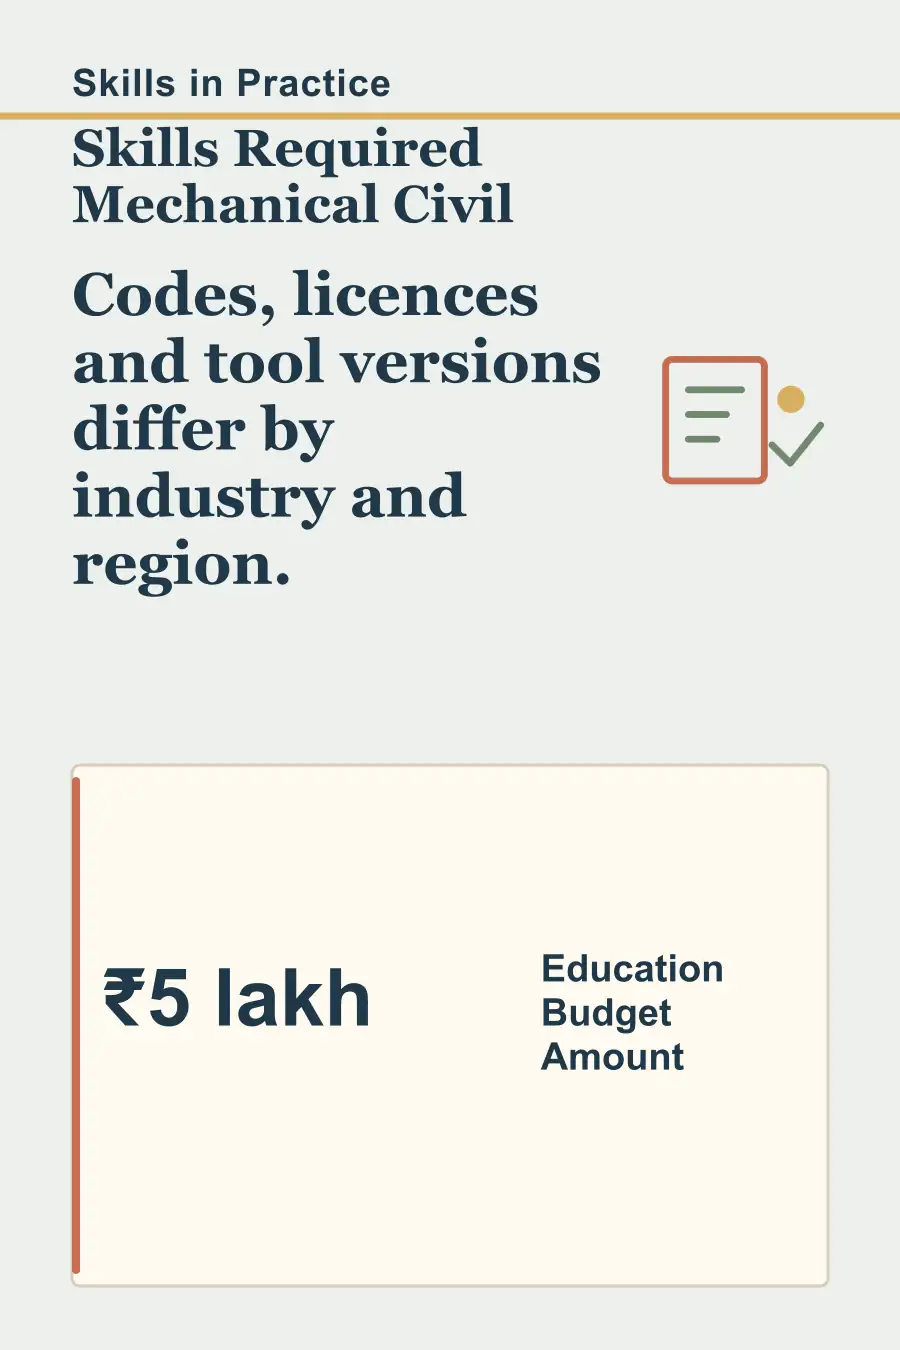 Skills in Practice
Skills Required
Mechanical Civil
Codes, licences
and tool versions
differ by
industry and
region.
₹5 lakh
Education
Budget
Amount